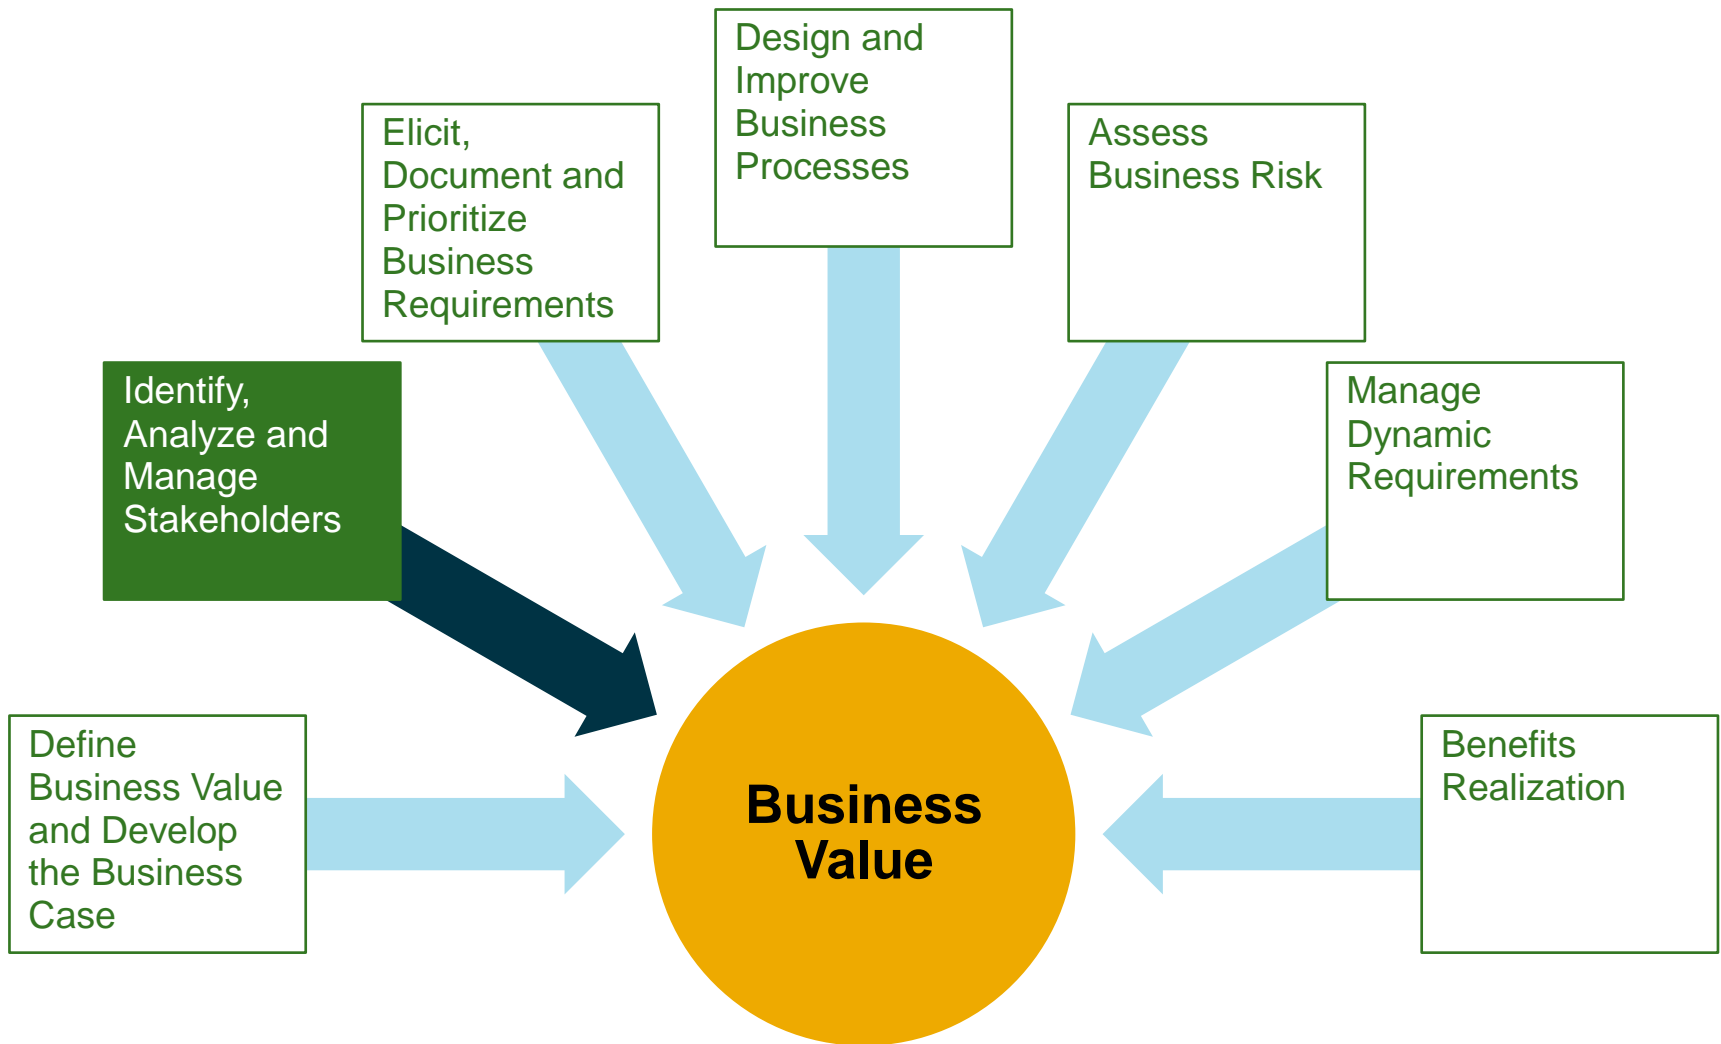 Design and
Improve
Business
Processes
Elicit,
Document and
Prioritize
Business
Requirements
Assess
Business Risk
Identify,
Analyze and
Manage
Stakeholders
Manage
Dynamic
Requirements
Define
Business Value
and Develop
the Business
Case
Business
Value
Benefits
Realization